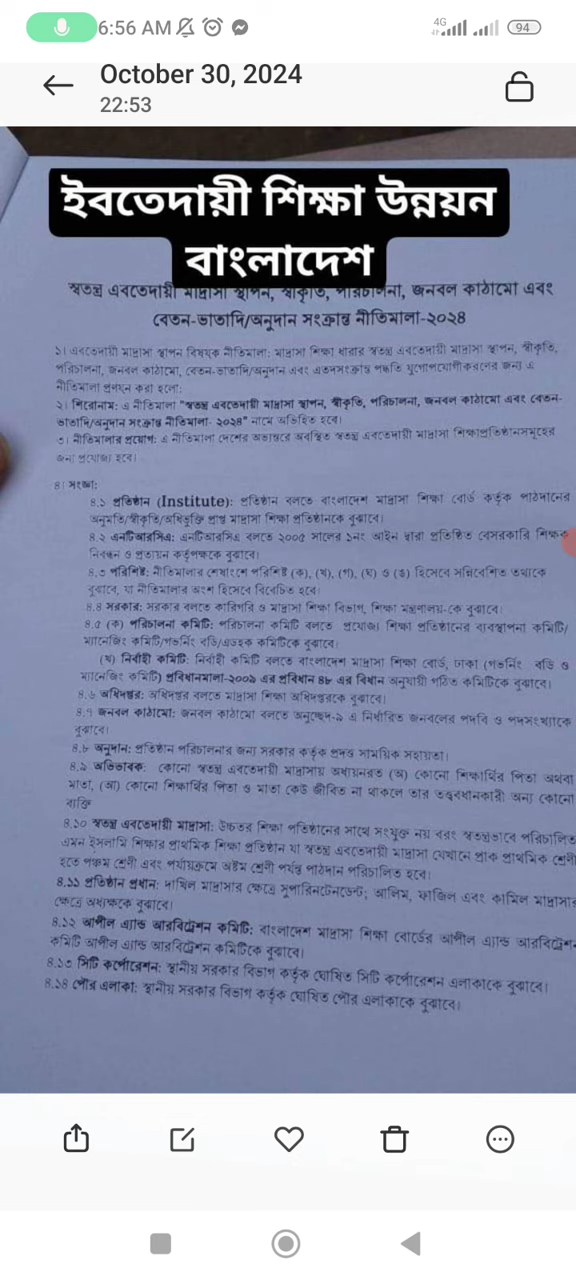 6:56 AM
4G
94
October 30, 2024
22:53
ইবতেদায়ী শিক্ষা উন্নয়ন
বাংলাদেশ
স্বতন্ত্র এবতেদায়ী মাদ্রাসা স্থাপন, স্বীকৃতি, পরিচালনা, জনবল কাঠামো এবং
বেতন-ভাতাদি/অনুদান সংক্রান্ত নীতিমালা-২০২৪
১। এবতেদায়ী মাদ্রাসা স্থাপন বিষয়ক নীতিমালা: মাদ্রাসা শিক্ষা ধারার স্বতন্ত্র এবতেদায়ী মাদ্রাসা স্থাপন, স্বীকৃতি,
পরিচালনা, জনবল কাঠামো, বেতন-ভাতাদি/অনুদান এবং এতদসংক্রান্ত পদ্ধতি যুগোপযোগীকরণের জন্য এ
নীতিমালা প্রণয়ন করা হলো:
২। শিরোনাম: এ নীতিমালা "স্বতন্ত্র এবতেদায়ী মাদ্রাসা স্থাপন, স্বীকৃতি, পরিচালনা, জনবল কাঠামো এবং বেতন-
ভাতাদি/অনুদান সংক্রান্ত নীতিমালা- ২০২৪" নামে অভিহিত হবে।
৩। নীতিমালার প্রয়োগ: এ নীতিমালা দেশের অভ্যন্তরে অবস্থিত স্বতন্ত্র এবতেদায়ী মাদ্রাসা শিক্ষাপ্রতিষ্ঠানসমূহের
জন্য প্রযোজ্য হবে।
৪। সংজ্ঞা:
৪.১ প্রতিষ্ঠান (Institute): প্রতিষ্ঠান বলতে বাংলাদেশ মাদ্রাসা শিক্ষা বোর্ড কর্তৃক পাঠদানের
অনুমতি/স্বীকৃতি/অধিভুক্তি প্রাপ্ত মাদ্রাসা শিক্ষা প্রতিষ্ঠানকে বুঝাবে।
৪.২ এনটিআরসিএ: এনটিআরসিএ বলতে ২০০৫ সালের ১নং আইন দ্বারা প্রতিষ্ঠিত বেসরকারি শিক্ষক
নিবন্ধন ও প্রত্যয়ন কর্তৃপক্ষকে বুঝাবে।
৪.৩ পরিশিষ্ট: নীতিমালার শেষাংশে পরিশিষ্ট (ক), (খ), (গ), (ঘ) ও (ঙ) হিসেবে সন্নিবেশিত তথ্যকে
বুঝাবে, যা নীতিমালার অংশ হিসেবে বিবেচিত হবে।
৪.৪ সরকার: সরকার বলতে কারিগরি ও মাদ্রাসা শিক্ষা বিভাগ, শিক্ষা মন্ত্রণালয়-কে বুঝাবে।
৪.৫ (ক) পরিচালনা কমিটি: পরিচালনা কমিটি বলতে প্রযোজ্য শিক্ষা প্রতিষ্ঠানের ব্যবস্থাপনা কমিটি/
ম্যানেজিং কমিটি/গভর্নিং বডি/এডহক কমিটিকে বুঝাবে।
(খ) নির্বাহী কমিটি: নির্বাহী কমিটি বলতে বাংলাদেশ মাদ্রাসা শিক্ষা বোর্ড, ঢাকা (গভর্নিং বডি ও
ম্যানেজিং কমিটি) প্রবিধানমালা-২০০৯ এর প্রবিধান ৪৮ এর বিধান অনুযায়ী গঠিত কমিটিকে বুঝাবে।
৪.৬ অধিদপ্তর: অধিদপ্তর বলতে মাদ্রাসা শিক্ষা অধিদপ্তরকে বুঝাবে।
৪.৭ জনবল কাঠামো: জনবল কাঠামো বলতে অনুচ্ছেদ-৯ এ নির্ধারিত জনবলের পদবি ও পদসংখ্যাকে
বুঝাবে।
৪.৮ অনুদান: প্রতিষ্ঠান পরিচালনার জন্য সরকার কর্তৃক প্রদত্ত সাময়িক সহায়তা।
৪.৯ অভিভাবক: কোনো স্বতন্ত্র এবতেদায়ী মাদ্রাসায় অধ্যয়নরত (অ) কোনো শিক্ষার্থির পিতা অথবা
মাতা, (আ) কোনো শিক্ষার্থির পিতা ও মাতা কেউ জীবিত না থাকলে তার তত্ত্বাবধানকারী অন্য কোনো
ব্যক্তি
৪.১০ স্বতন্ত্র এবতেদায়ী মাদ্রাসা: উচ্চতর শিক্ষা প্রতিষ্ঠানের সাথে সংযুক্ত নয় বরং স্বতন্ত্রভাবে পরিচালিত
এমন ইসলামি শিক্ষার প্রাথমিক শিক্ষা প্রতিষ্ঠান যা স্বতন্ত্র এবতেদায়ী মাদ্রাসা যেখানে প্রাক প্রাথমিক শ্রেণী
হতে পঞ্চম শ্রেণী এবং পর্যায়ক্রমে অষ্টম শ্রেণী পর্যন্ত পাঠদান পরিচালিত হবে।
৪.১১ প্রতিষ্ঠান প্রধান: দাখিল মাদ্রাসার ক্ষেত্রে সুপারিনটেনডেন্ট; আলিম, ফাজিল এবং কামিল মাদ্রাসার
ক্ষেত্রে অধ্যক্ষকে বুঝাবে।
৪.১২ আপীল এ্যান্ড আরবিট্রেশন কমিটি: বাংলাদেশ মাদ্রাসা শিক্ষা বোর্ডের আপীল এ্যান্ড আরবিট্রেশন
কমিটি আপীল এ্যান্ড আরবিট্রেশন কমিটিকে বুঝাবে।
৪.১৩ সিটি কর্পোরেশন: স্থানীয় সরকার বিভাগ কর্তৃক ঘোষিত সিটি কর্পোরেশন এলাকাকে বুঝাবে।
৪.১৪ পৌর এলাকা: স্থানীয় সরকার বিভাগ কর্তৃক ঘোষিত পৌর এলাকাকে বুঝাবে।